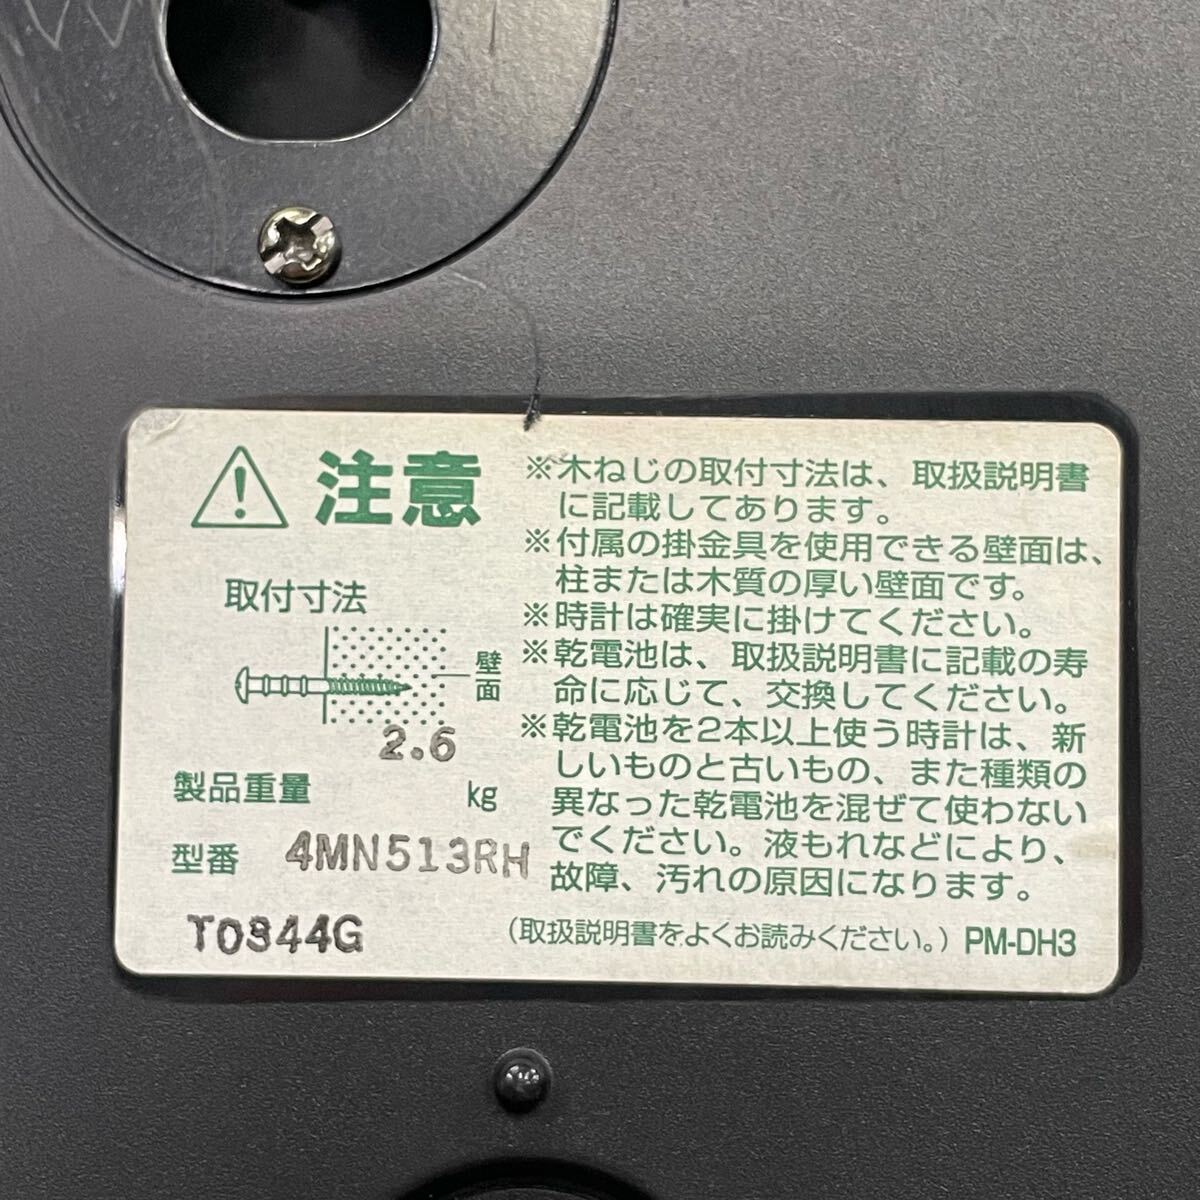 注意
取付寸法
壁面
2.6
製品重量 kg
型番 4MN513RH
T0944G
※木ねじの取付寸法は、取扱説明書
に記載してあります。
※付属の掛金具を使用できる壁面は、
柱または木質の厚い壁面です。
※時計は確実に掛けてください。
※乾電池は、取扱説明書に記載の寿
命に応じて、交換してください。
※乾電池を2本以上使う時計は、新
しいものと古いもの、また種類の
異なった乾電池を混ぜて使わない
でください。液もれなどにより、
故障、汚れの原因になります。
(取扱説明書をよくお読みください。) PM-DH3